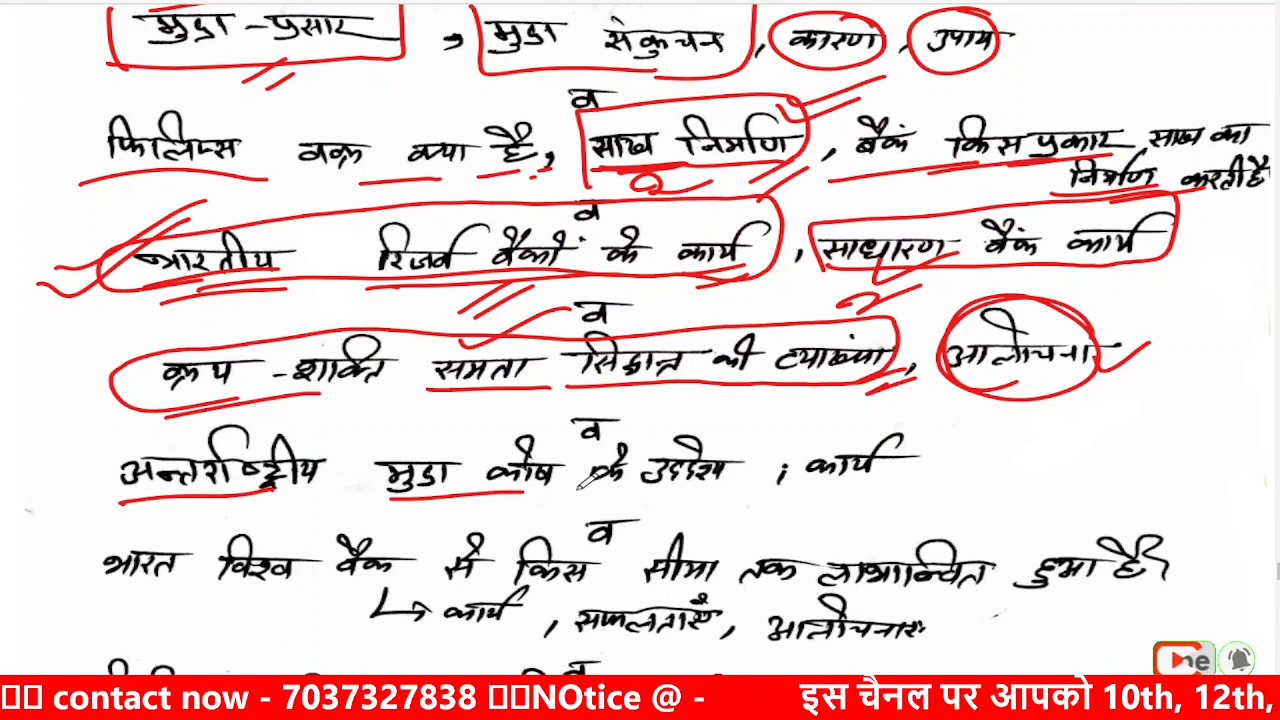 मुद्रा-प्रसार, मुद्रा संकुचन, कारण, उपाय
व
फिलिप्स वक्र क्या है, साख निर्माण, बैंक किस प्रकार साख का
निर्माण करती है
व
भारतीय रिजर्व बैंकों के कार्य, साधारण बैंक कार्य
व
क्रय-शक्ति समता सिद्धान्त की व्याख्या, आलोचनाएं
व
अन्तर्राष्ट्रीय मुद्रा कोष के उद्देश्य ; कार्य
व
भारत विश्व बैंक से किस सीमा तक लाभान्वित हुआ है?
↳ कार्य, सफलताएँ, आलोचनाएं
व
contact now - 7037327838 NOtice @ - इस चैनल पर आपको 10th, 12th,